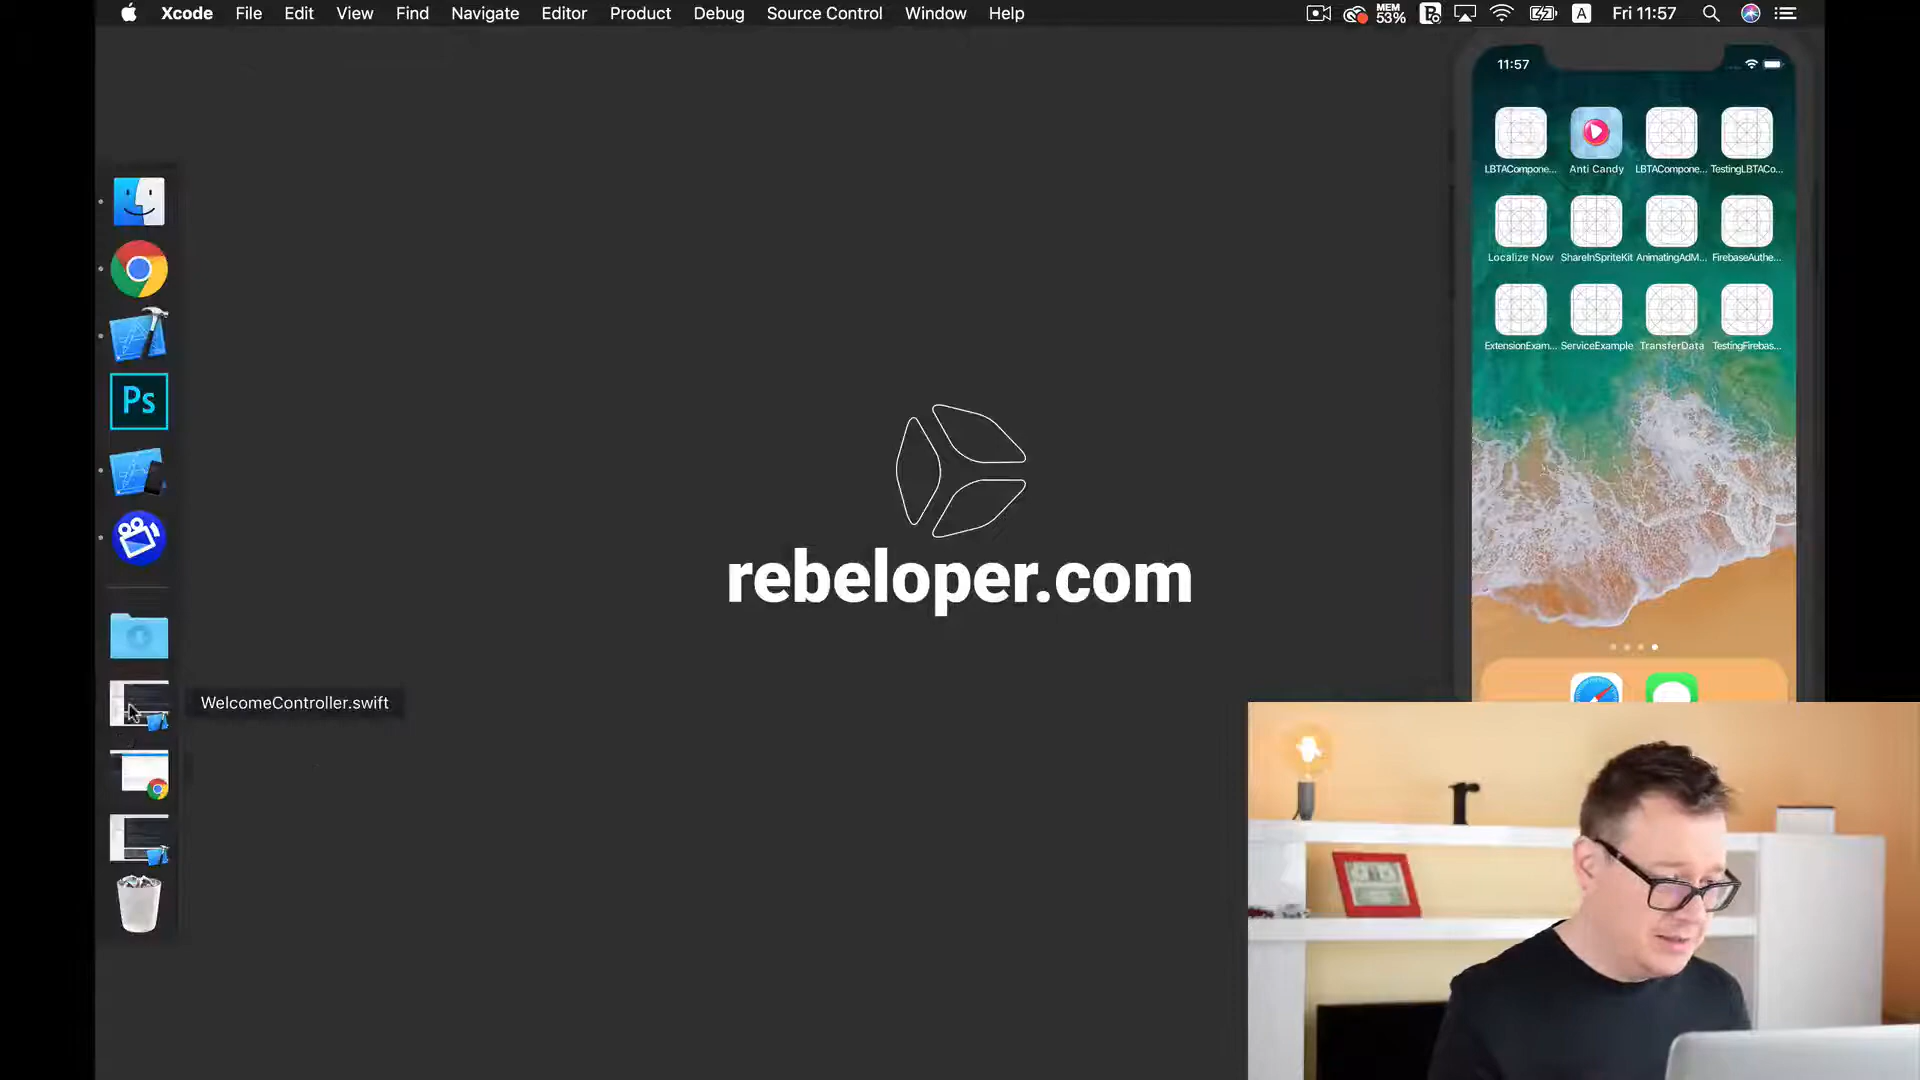 Xcode File Edit View Find Navigate Editor Product Debug Source Control Window Help
MEM
53%
A
Fri 11:57
11:57
LBTACompone... Anti Candy LBTACompone... TestingLBTACo...
Localize Now ShareInSpriteKit AnimatingAdM... FirebaseAuthe...
ExtensionExam... ServiceExample TransferData TestingFirebas...
Ps
rebeloper.com
WelcomeController.swift